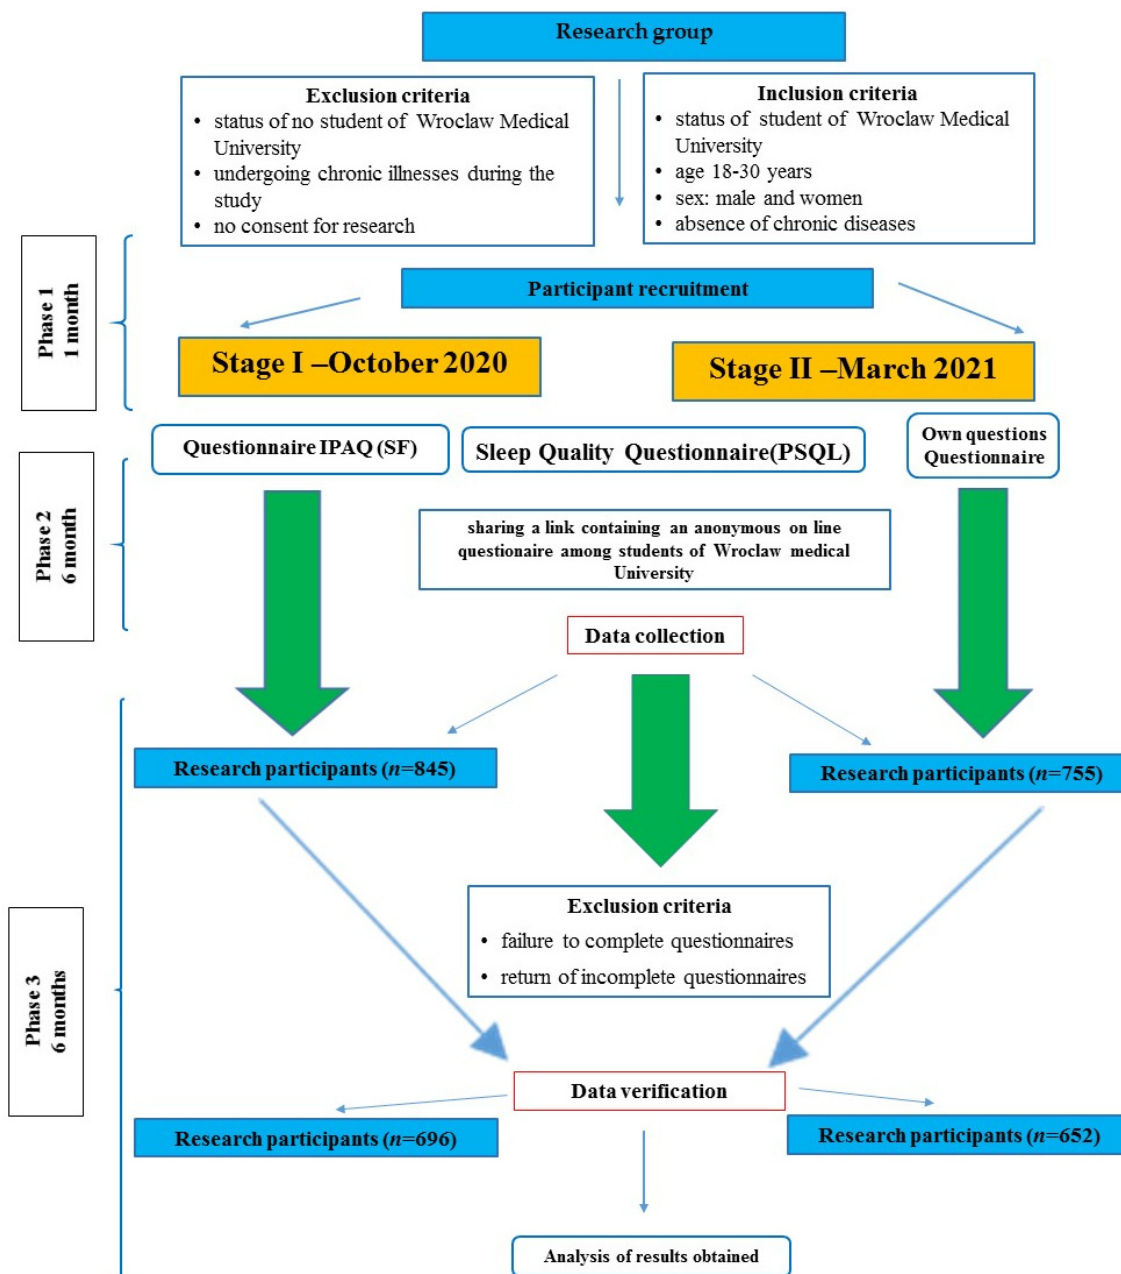 Research group
Exclusion criteria
• status of no student of Wroclaw Medical
University
• undergoing chronic illnesses during the
study
• no consent for research
Inclusion criteria
• status of student of Wroclaw Medical
University
• age 18-30 years
• sex: male and women
• absence of chronic diseases
Phase 1
1 month
Participant recruitment
Stage I –October 2020
Stage II –March 2021
Phase 2
6 month
Questionnaire IPAQ (SF)
Sleep Quality Questionnaire(PSQL)
Own questions
Questionnaire
sharing a link containing an anonymous on line
questionaire among students of Wroclaw medical
University
Data collection
Phase 3
6 months
Research participants (n=845)
Research participants (n=755)
Exclusion criteria
• failure to complete questionnaires
• return of incomplete questionnaires
Data verification
Research participants (n=696)
Research participants (n=652)
Analysis of results obtained